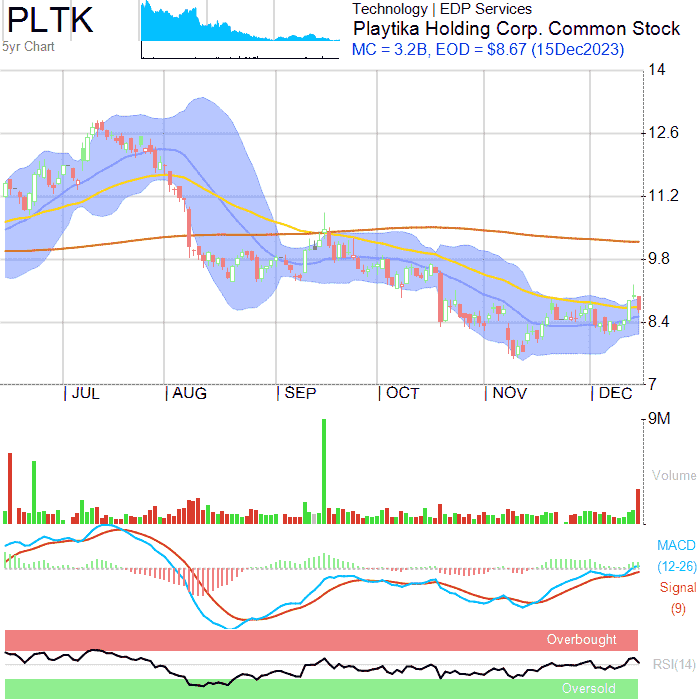 PLTK
5yr Chart
Technology | EDP Services
Playtika Holding Corp. Common Stock
MC = 3.2B, EOD = $8.67 (15Dec2023)
14
12.6
11.2
9.8
8.4
7
| JUL | AUG | SEP | OCT | NOV | DEC
9M
Volume
MACD
(12-26)
Signal
(9)
Overbought
RSI(14)
Oversold